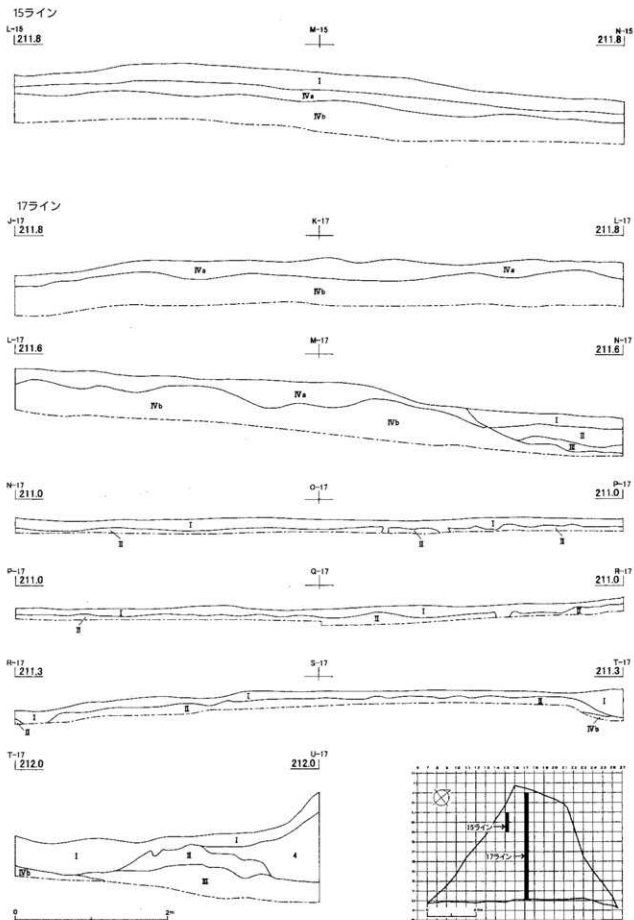 15ライン
L-15 M-15 N-15
211.8 211.8
I
IVa
IVb
17ライン
J-17 K-17 L-17
211.8 211.8
IVa IVa
IVb
L-17 M-17 N-17
211.6 211.6
IVa
IVb IVb
I
II
III
N-17 O-17 P-17
211.0 211.0
I I
II II II
P-17 Q-17 R-17
211.0 211.0
I I II
II II
R-17 S-17 T-17
211.3 211.3
I
I II II I
II IVb
T-17 U-17
212.0 212.0
I
I II 4
IVb III
0 2m
15ライン
17ライン